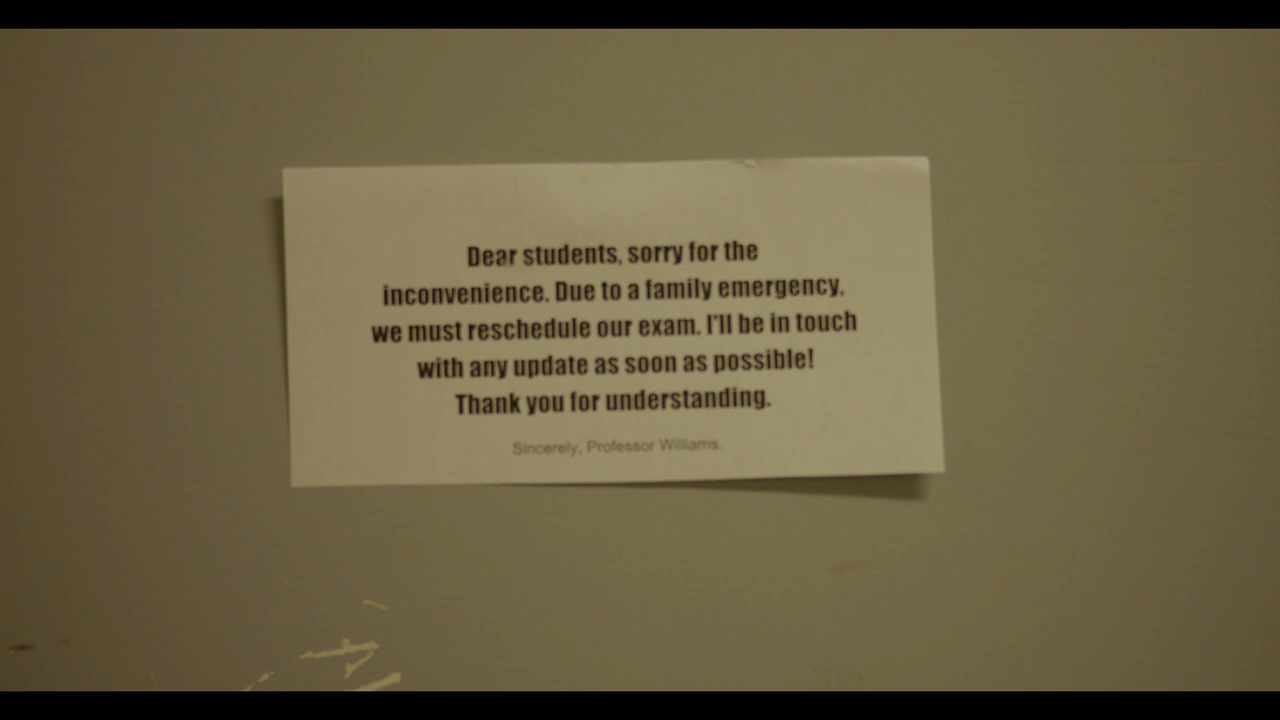 Dear students, sorry for the
inconvenience. Due to a family emergency,
we must reschedule our exam. I'll be in touch
with any update as soon as possible!
Thank you for understanding.
Sincerely, Professor Williams.